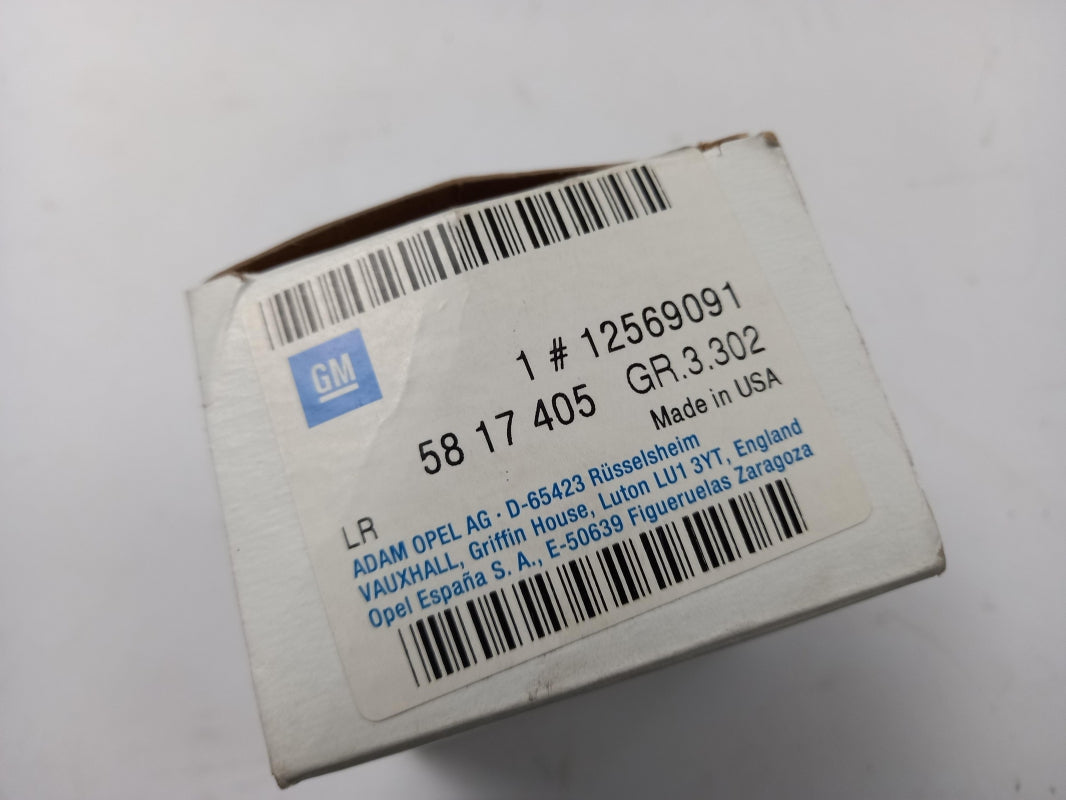 GM
1 # 12569091
58 17 405 GR.3.302
Made in USA
LR
ADAM OPEL AG · D-65423 Rüsselsheim
VAUXHALL, Griffin House, Luton LU1 3YT, England
Opel España S. A., E-50639 Figueruelas Zaragoza